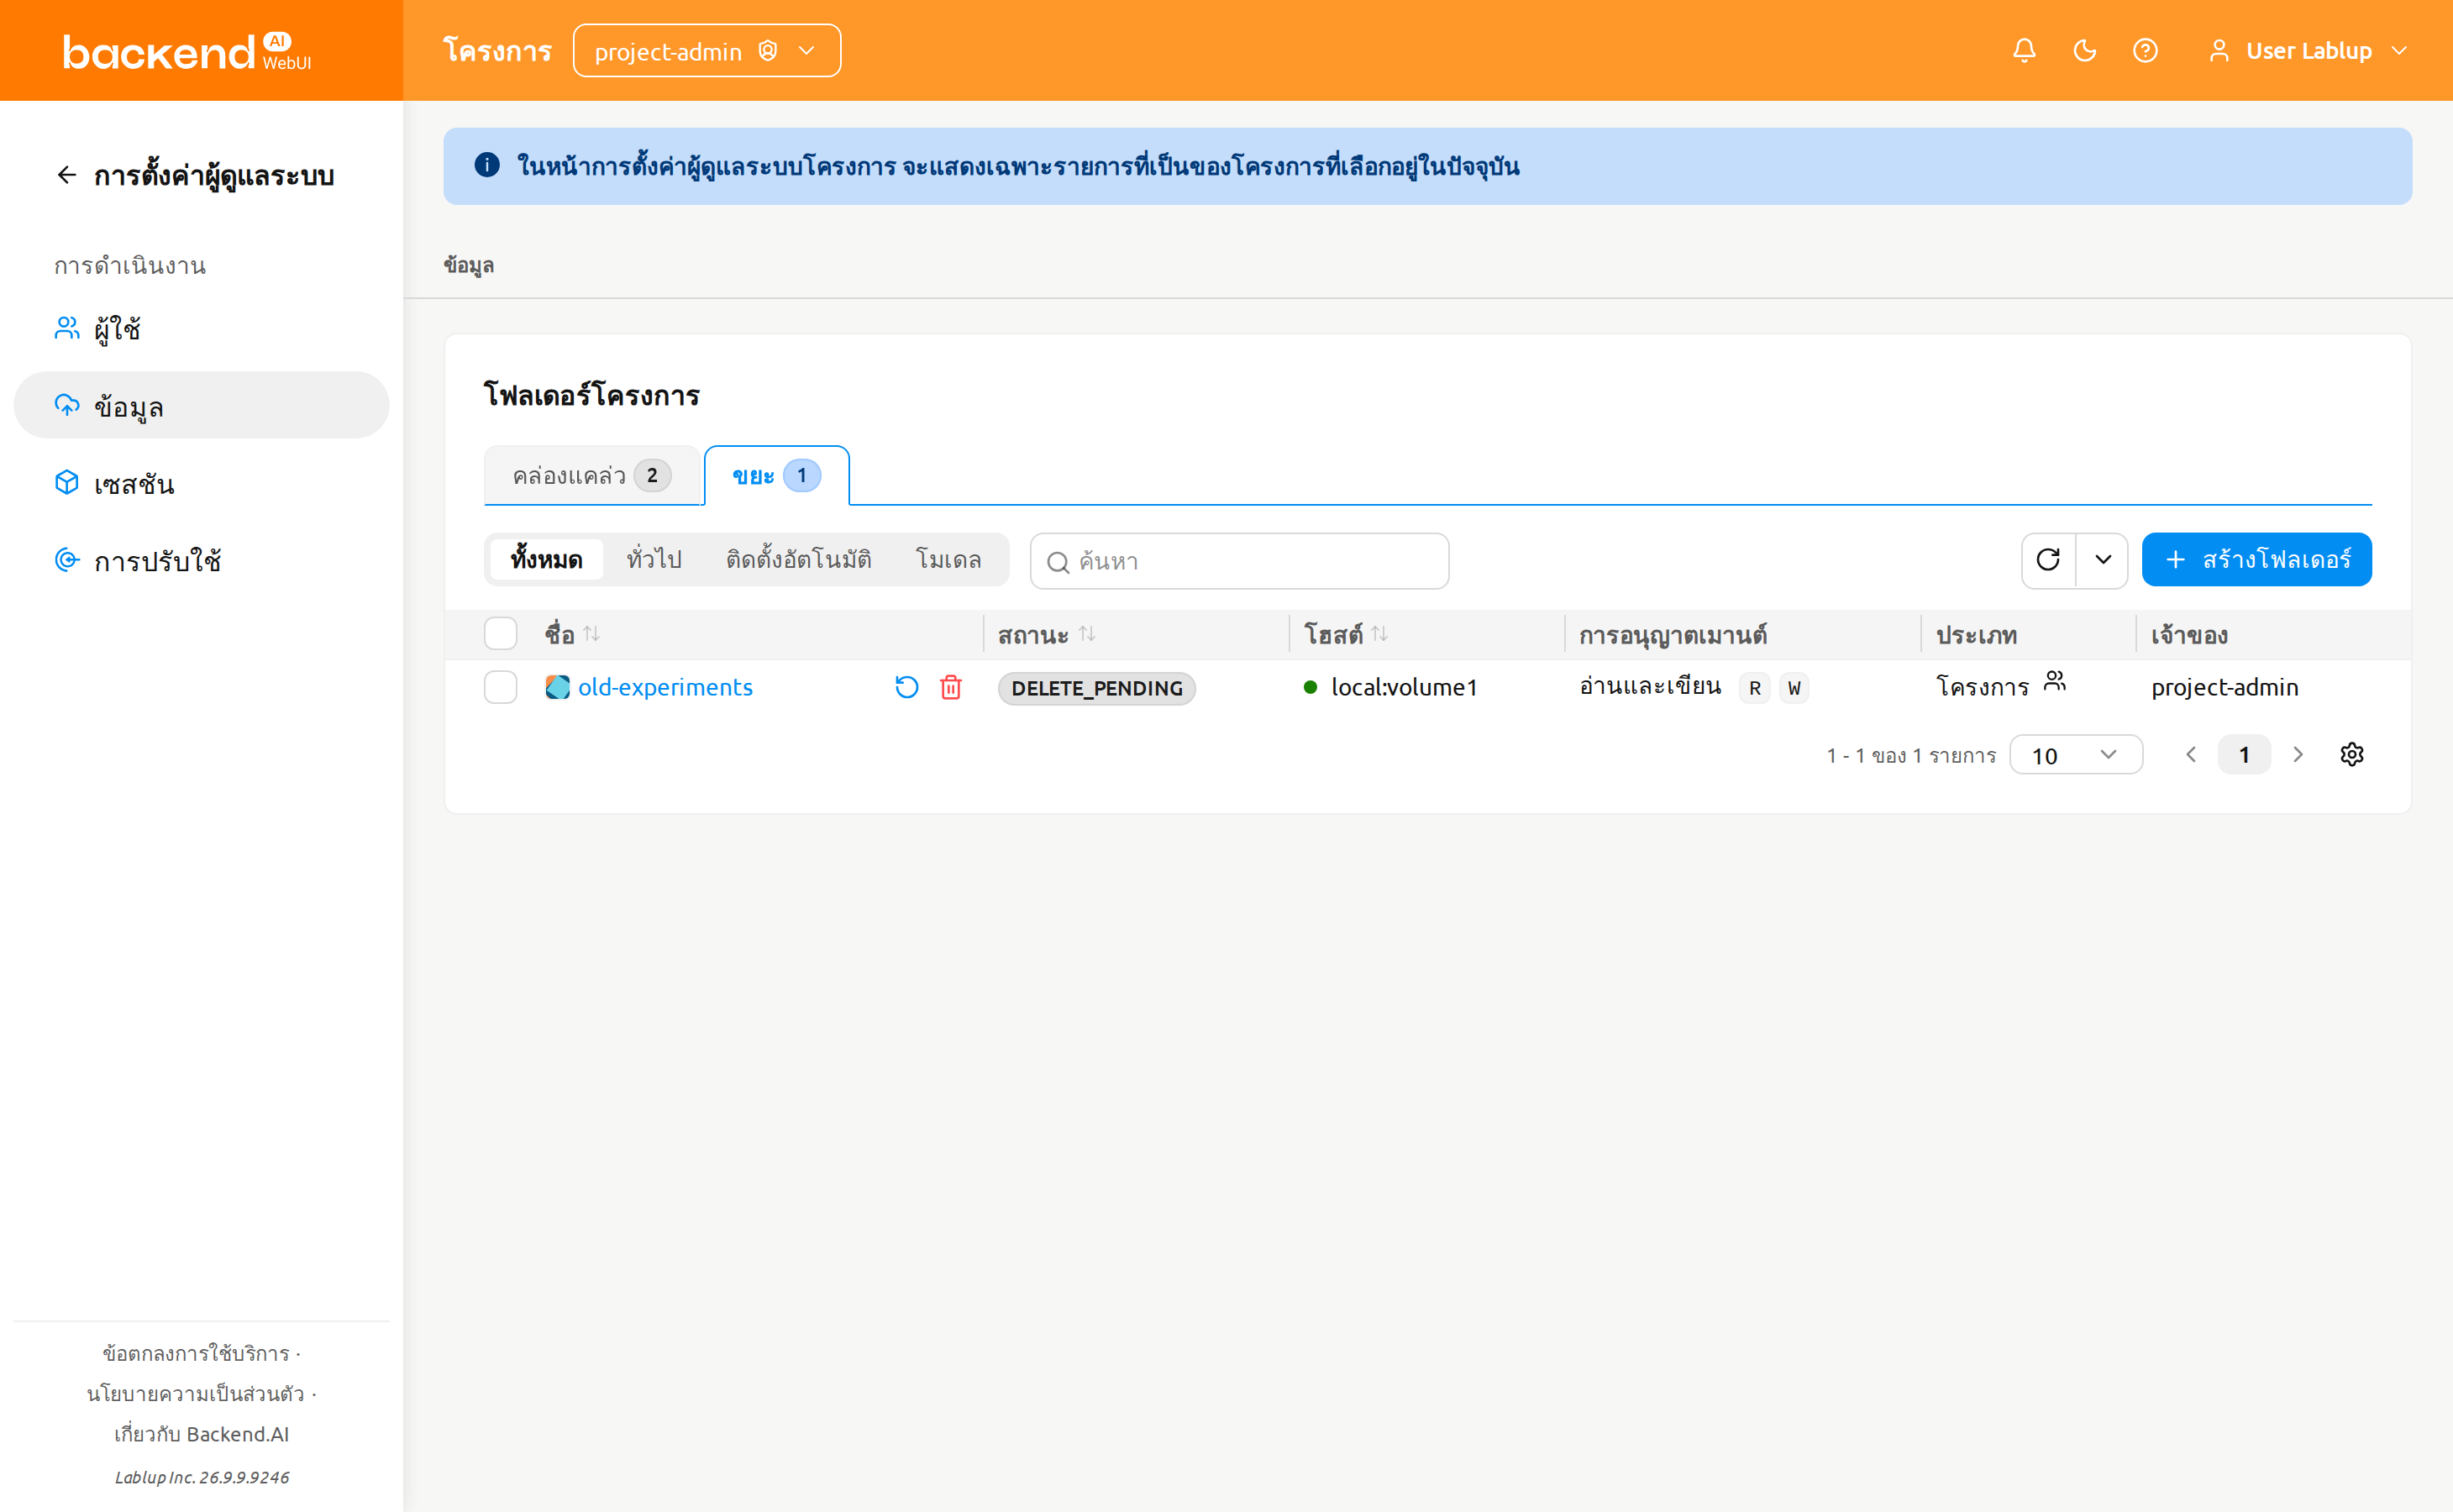 backend AI WebUI
โครงการ project-admin
User Lablup
การตั้งค่าผู้ดูแลระบบ
การดำเนินงาน
ผู้ใช้
ข้อมูล
เซสชัน
การปรับใช้
ข้อตกลงการใช้บริการ ·
นโยบายความเป็นส่วนตัว ·
เกี่ยวกับ Backend.AI
Lablup Inc. 26.9.9.9246
ในหน้าการตั้งค่าผู้ดูแลระบบโครงการ จะแสดงเฉพาะรายการที่เป็นของโครงการที่เลือกอยู่ในปัจจุบัน
ข้อมูล
โฟลเดอร์โครงการ
คล่องแคล่ว 2 ขยะ 1
ทั้งหมด ทั่วไป ติดตั้งอัตโนมัติ โมเดล ค้นหา สร้างโฟลเดอร์
ชื่อ สถานะ โฮสต์ การอนุญาตเมานต์ ประเภท เจ้าของ
old-experiments DELETE_PENDING local:volume1 อ่านและเขียน R W โครงการ project-admin
1 - 1 ของ 1 รายการ 10 1